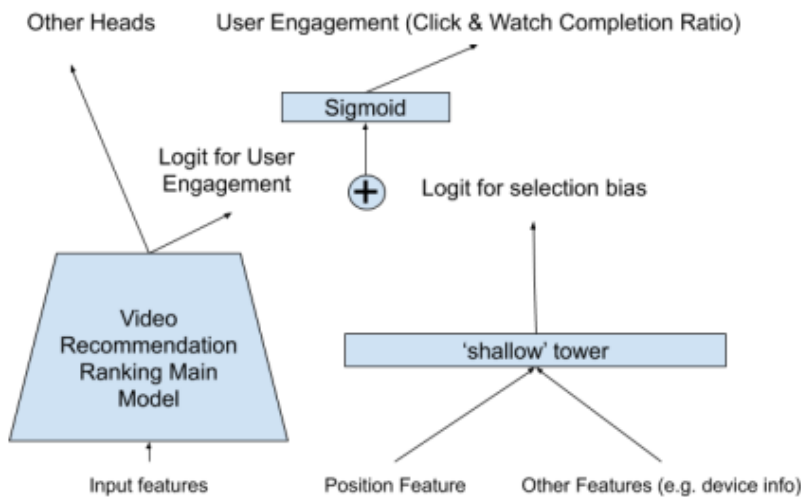 Other Heads
User Engagement (Click & Watch Completion Ratio)
Sigmoid
Logit for User
Engagement
+
Logit for selection bias
Video
Recommendation
Ranking Main
Model
'shallow' tower
Input features
Position Feature
Other Features (e.g. device info)